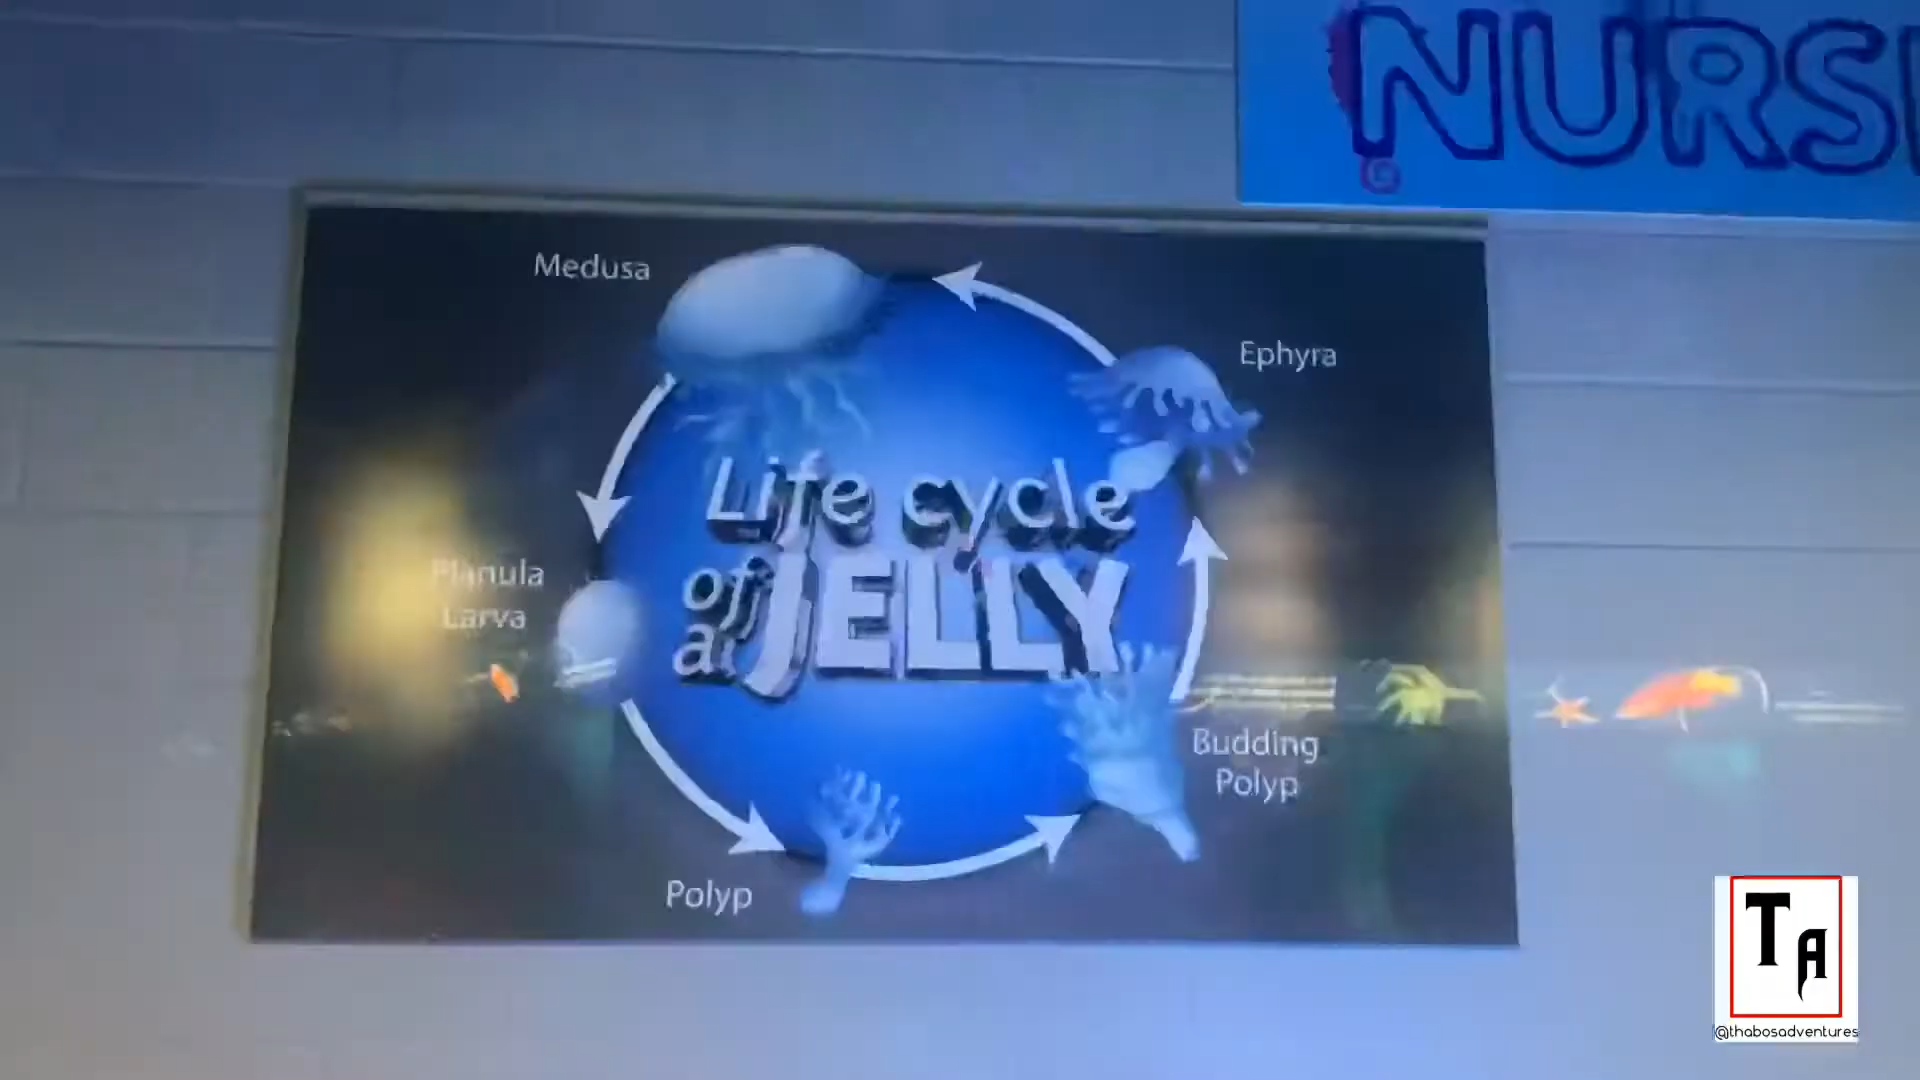 NURS
Medusa
Ephyra
Life cycle
of a JELLY
Planula
Larva
Budding
Polyp
Polyp
TA
@thabosadventures